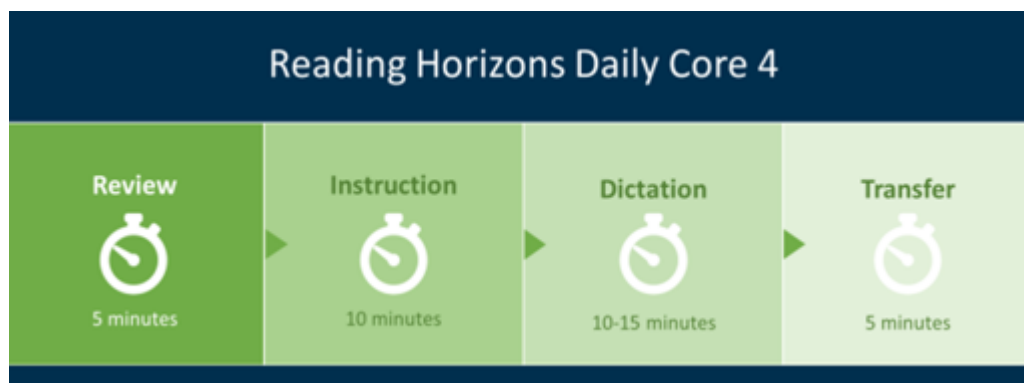 Reading Horizons Daily Core 4
Review
5 minutes
Instruction
10 minutes
Dictation
10-15 minutes
Transfer
5 minutes